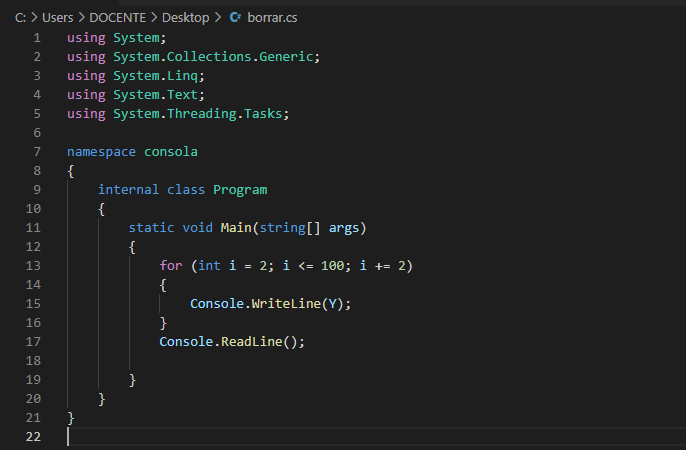 C: > Users > DOCENTE > Desktop > C# borrar.cs
1 using System;
2 using System.Collections.Generic;
3 using System.Linq;
4 using System.Text;
5 using System.Threading.Tasks;
6
7 namespace consola
8 {
9 internal class Program
10 {
11 static void Main(string[] args)
12 {
13 for (int i = 2; i <= 100; i += 2)
14 {
15 Console.WriteLine(Y);
16 }
17 Console.ReadLine();
18
19 }
20 }
21 }
22